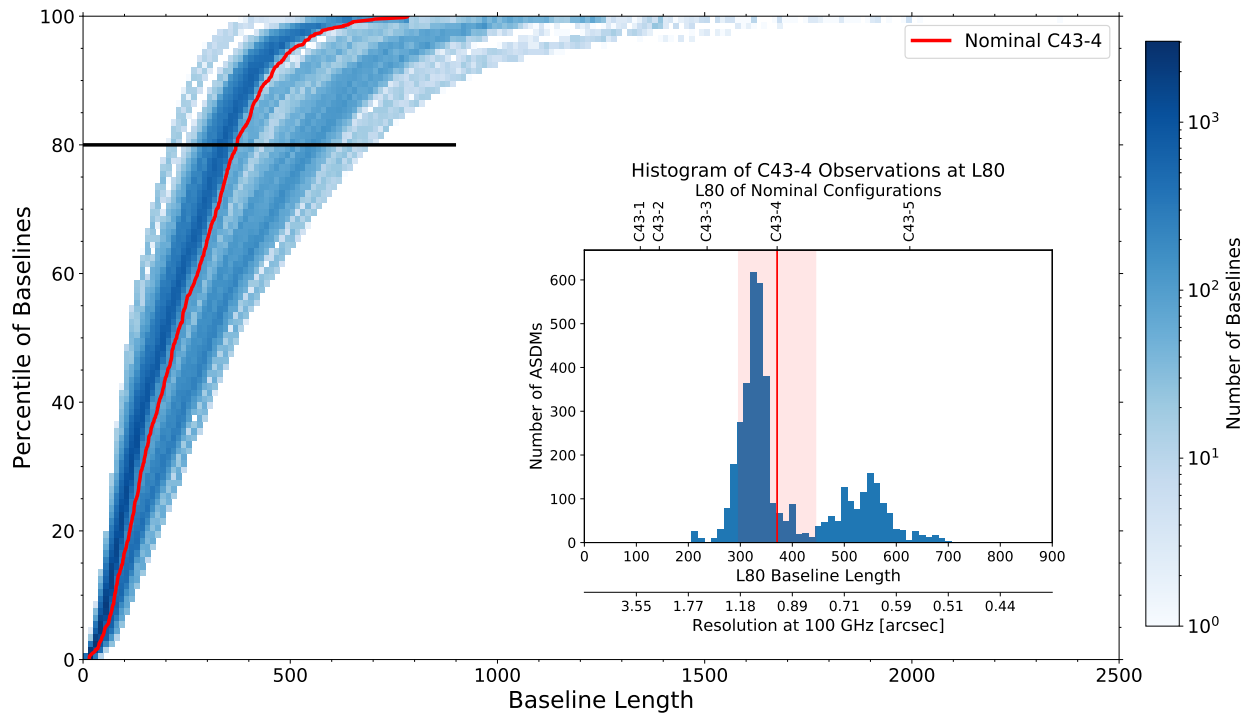 100
80
60
40
20
0
Percentile of Baselines
0 500 1000 1500 2000 2500
Baseline Length
Nominal C43-4
Histogram of C43-4 Observations at L80
L80 of Nominal Configurations
C43-1 C43-2 C43-3 C43-4 C43-5
600
500
400
300
200
100
0
Number of ASDMs
0 100 200 300 400 500 600 700 800 900
L80 Baseline Length
3.55 1.77 1.18 0.89 0.71 0.59 0.51 0.44
Resolution at 100 GHz [arcsec]
10³
10²
10¹
10⁰
Number of Baselines